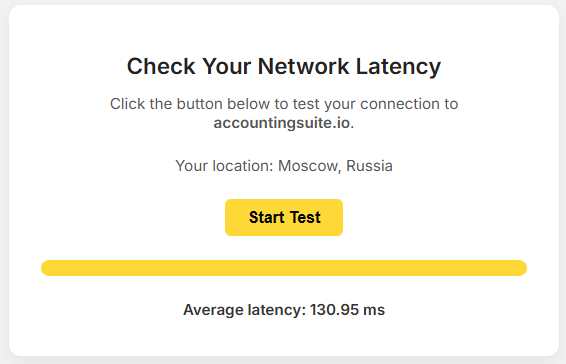 Check Your Network Latency
Click the button below to test your connection to
accountingsuite.io.
Your location: Moscow, Russia
Start Test
Average latency: 130.95 ms